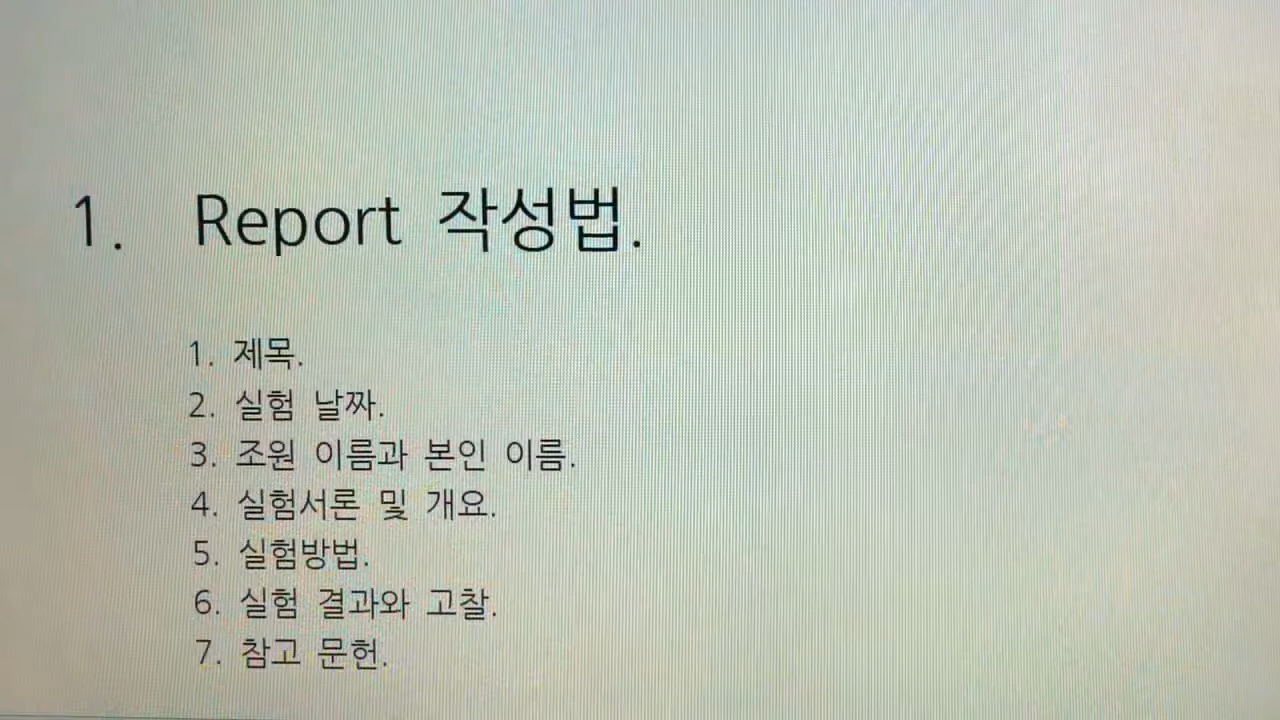 1. Report 작성법.
1. 제목.
2. 실험 날짜.
3. 조원 이름과 본인 이름.
4. 실험서론 및 개요.
5. 실험방법.
6. 실험 결과와 고찰.
7. 참고 문헌.